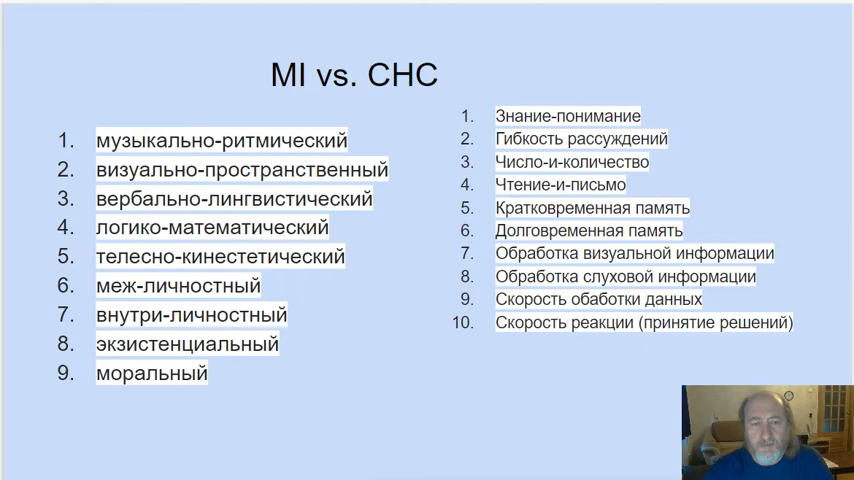 MI vs. CHC
1. музыкально-ритмический
2. визуально-пространственный
3. вербально-лингвистический
4. логико-математический
5. телесно-кинестетический
6. меж-личностный
7. внутри-личностный
8. экзистенциальный
9. моральный
1. Знание-понимание
2. Гибкость рассуждений
3. Число-и-количество
4. Чтение-и-письмо
5. Кратковременная память
6. Долговременная память
7. Обработка визуальной информации
8. Обработка слуховой информации
9. Скорость обаботки данных
10. Скорость реакции (принятие решений)